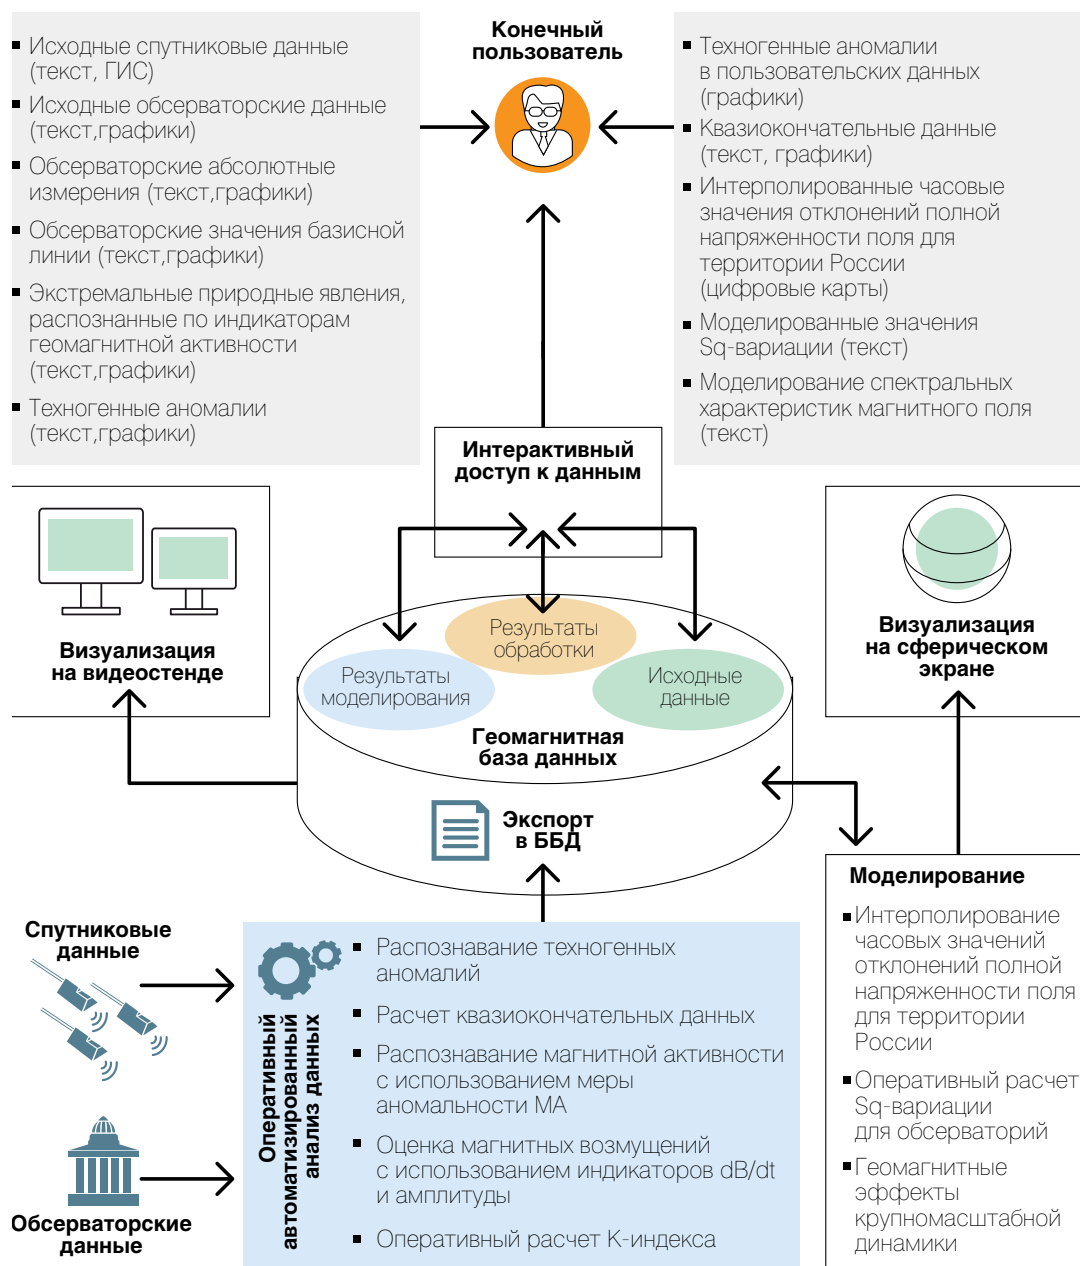 Конечный
пользователь
Исходные спутниковые данные
(текст, ГИС)
Исходные обсерваторские данные
(текст,графики)
Обсерваторские абсолютные
измерения (текст,графики)
Обсерваторские значения базисной
линии (текст,графики)
Экстремальные природные явления,
распознанные по индикаторам
геомагнитной активности
(текст,графики)
Техногенные аномалии
(текст,графики)
Техногенные аномалии
в пользовательских данных
(графики)
Квазиокончательные данные
(текст, графики)
Интерполированные часовые
значения отклонений полной
напряженности поля для
территории России
(цифровые карты)
Моделированные значения
Sq-вариации (текст)
Моделирование спектральных
характеристик магнитного поля
(текст)
Интерактивный
доступ к данным
Визуализация
на видеостенде
Визуализация
на сферическом
экране
Результаты
обработки
Результаты
моделирования
Исходные
данные
Геомагнитная
база данных
Экспорт
в ББД
Спутниковые
данные
Обсерваторские
данные
Оперативный
автоматизированный
анализ данных
Распознавание техногенных
аномалий
Расчет квазиокончательных данных
Распознавание магнитной активности
с использованием меры
аномальности МА
Оценка магнитных возмущений
с использованием индикаторов dB/dt
и амплитуды
Оперативный расчет К-индекса
Моделирование
Интерполирование
часовых значений
отклонений полной
напряженности поля
для территории
России
Оперативный расчет
Sq-вариации
для обсерваторий
Геомагнитные
эффекты
крупномасштабной
динамики